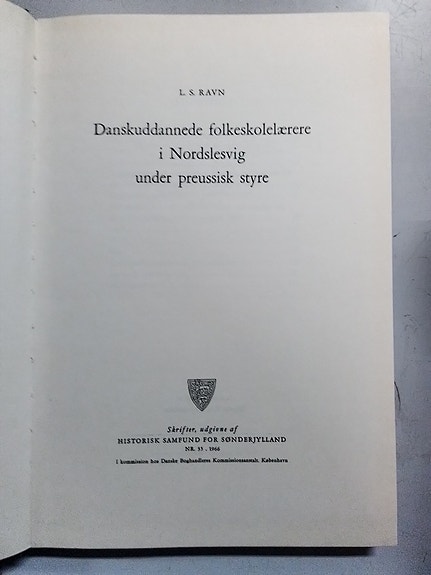 L. S. RAVN
Danskuddannede folkeskolelærere
i Nordslesvig
under preussisk styre
Skrifter, udgivne af
HISTORISK SAMFUND FOR SØNDERJYLLAND
NR. 33 . 1966
I kommission hos Danske Boghandleres Kommissionsanstalt. København